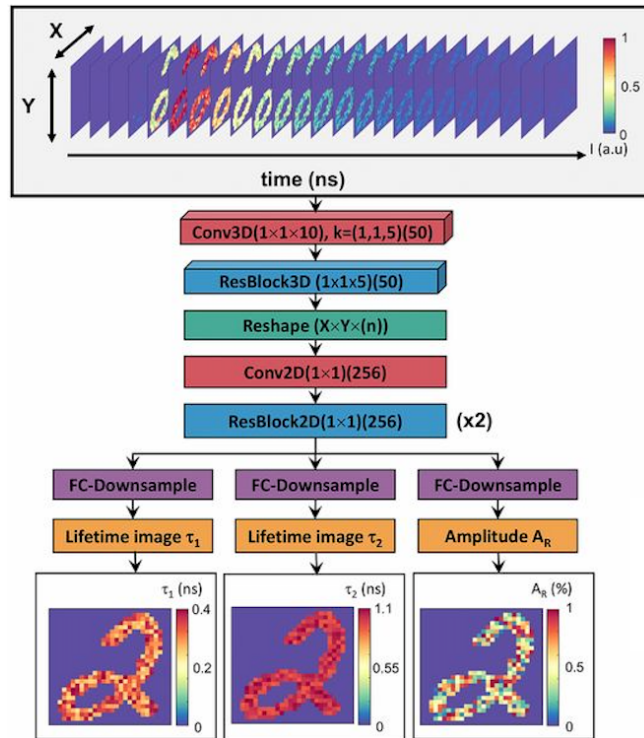 X
Y
1
0.5
0
I (a.u)
time (ns)
Conv3D(1×1×10), k=(1,1,5)(50)
ResBlock3D (1x1x5)(50)
Reshape (X×Y×(n))
Conv2D(1×1)(256)
ResBlock2D(1×1)(256) (x2)
FC-Downsample FC-Downsample FC-Downsample
Lifetime image τ1 Lifetime image τ2 Amplitude AR
τ1 (ns) τ2 (ns) AR (%)
0.4 1.1 1
0.2 0.55 0.5
0 0 0